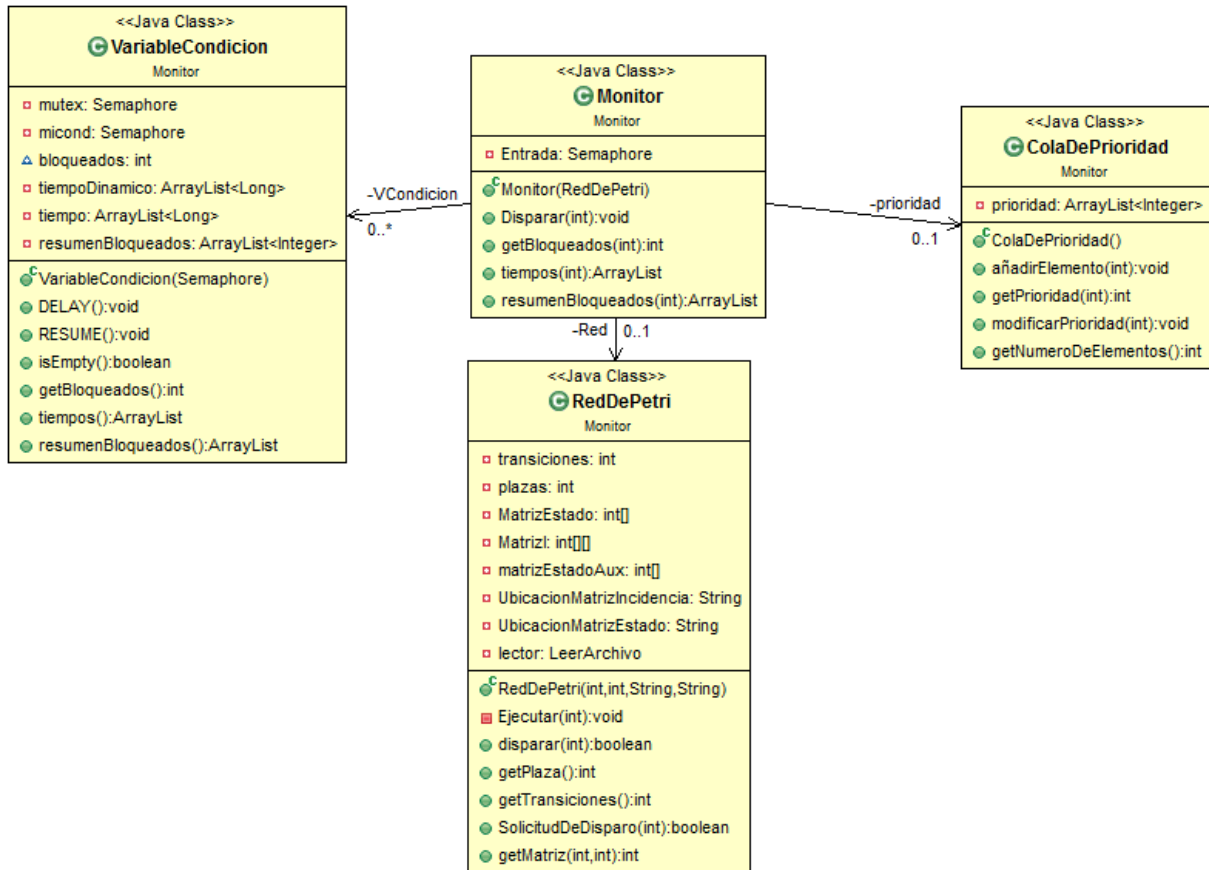 <<Java Class>>
VariableCondicion
Monitor
mutex: Semaphore
micond: Semaphore
bloqueados: int
tiempoDinamico: ArrayList<Long>
tiempo: ArrayList<Long>
resumenBloqueados: ArrayList<Integer>
VariableCondicion(Semaphore)
DELAY():void
RESUME():void
isEmpty():boolean
getBloqueados():int
tiempos():ArrayList
resumenBloqueados():ArrayList
-VCondicion
0..*
<<Java Class>>
Monitor
Monitor
Entrada: Semaphore
Monitor(RedDePetri)
Disparar(int):void
getBloqueados(int):int
tiempos(int):ArrayList
resumenBloqueados(int):ArrayList
-prioridad
0..1
<<Java Class>>
ColaDePrioridad
Monitor
prioridad: ArrayList<Integer>
ColaDePrioridad()
añadirElemento(int):void
getPrioridad(int):int
modificarPrioridad(int):void
getNumeroDeElementos():int
-Red 0..1
<<Java Class>>
RedDePetri
Monitor
transiciones: int
plazas: int
MatrizEstado: int[]
MatrizI: int[][]
matrizEstadoAux: int[]
UbicacionMatrizIncidencia: String
UbicacionMatrizEstado: String
lector: LeerArchivo
RedDePetri(int,int,String,String)
Ejecutar(int):void
disparar(int):boolean
getPlaza():int
getTransiciones():int
SolicitudDeDisparo(int):boolean
getMatriz(int,int):int